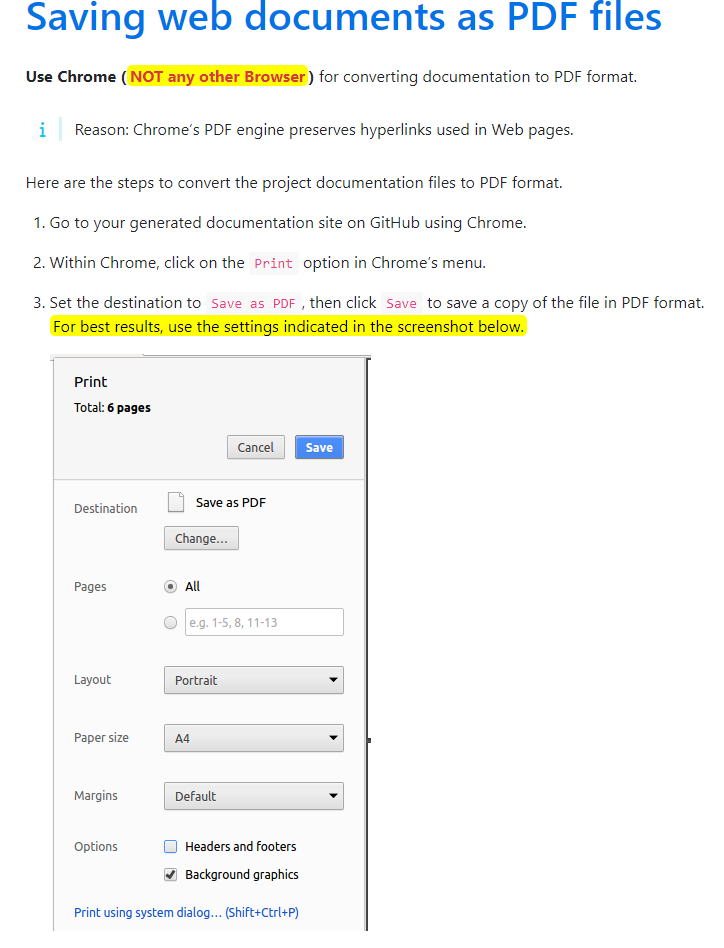 Saving web documents as PDF files
Use Chrome (NOT any other Browser) for converting documentation to PDF format.
i Reason: Chrome’s PDF engine preserves hyperlinks used in Web pages.
Here are the steps to convert the project documentation files to PDF format.
1. Go to your generated documentation site on GitHub using Chrome.
2. Within Chrome, click on the Print option in Chrome’s menu.
3. Set the destination to Save as PDF , then click Save to save a copy of the file in PDF format.
For best results, use the settings indicated in the screenshot below.
Print
Total: 6 pages
Cancel Save
Destination Save as PDF
Change...
Pages All
e.g. 1-5, 8, 11-13
Layout Portrait
Paper size A4
Margins Default
Options Headers and footers
Background graphics
Print using system dialog... (Shift+Ctrl+P)